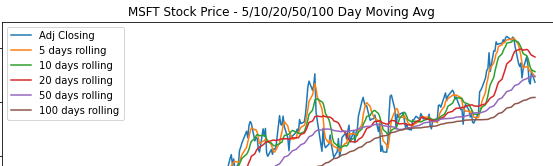 MSFT Stock Price - 5/10/20/50/100 Day Moving Avg
Adj Closing
5 days rolling
10 days rolling
20 days rolling
50 days rolling
100 days rolling